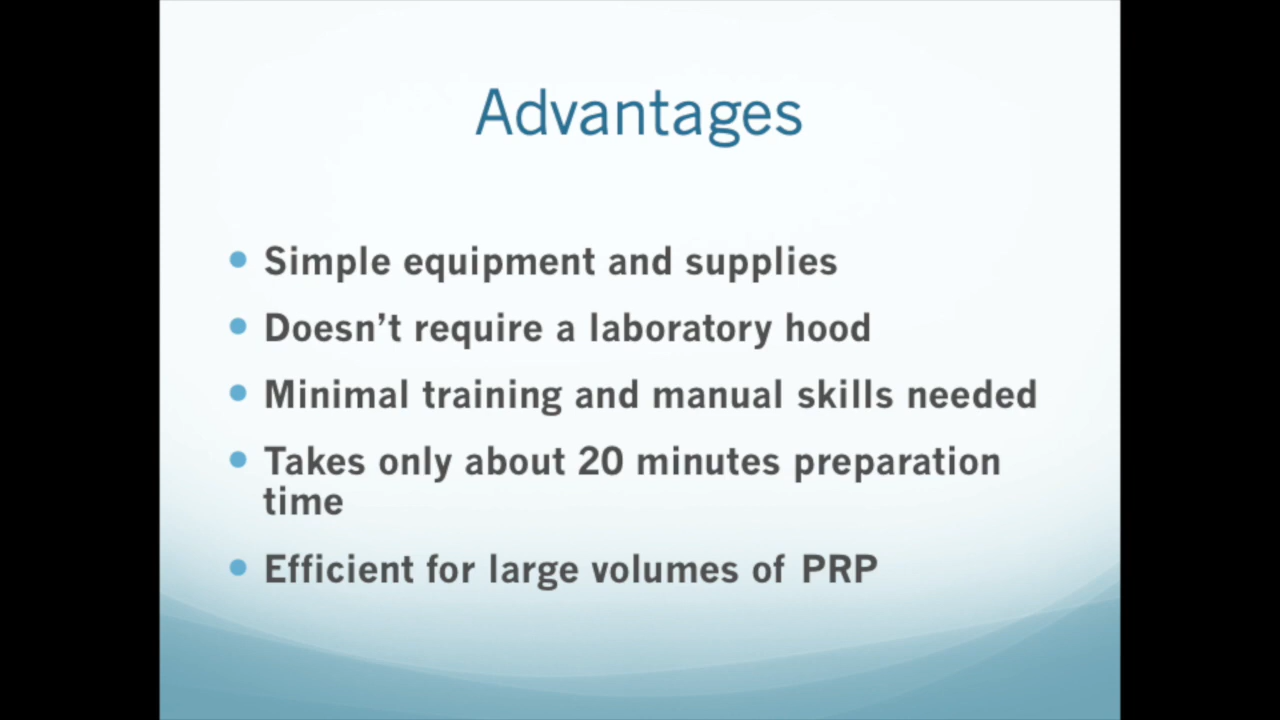 Advantages
• Simple equipment and supplies
• Doesn’t require a laboratory hood
• Minimal training and manual skills needed
• Takes only about 20 minutes preparation
time
• Efficient for large volumes of PRP